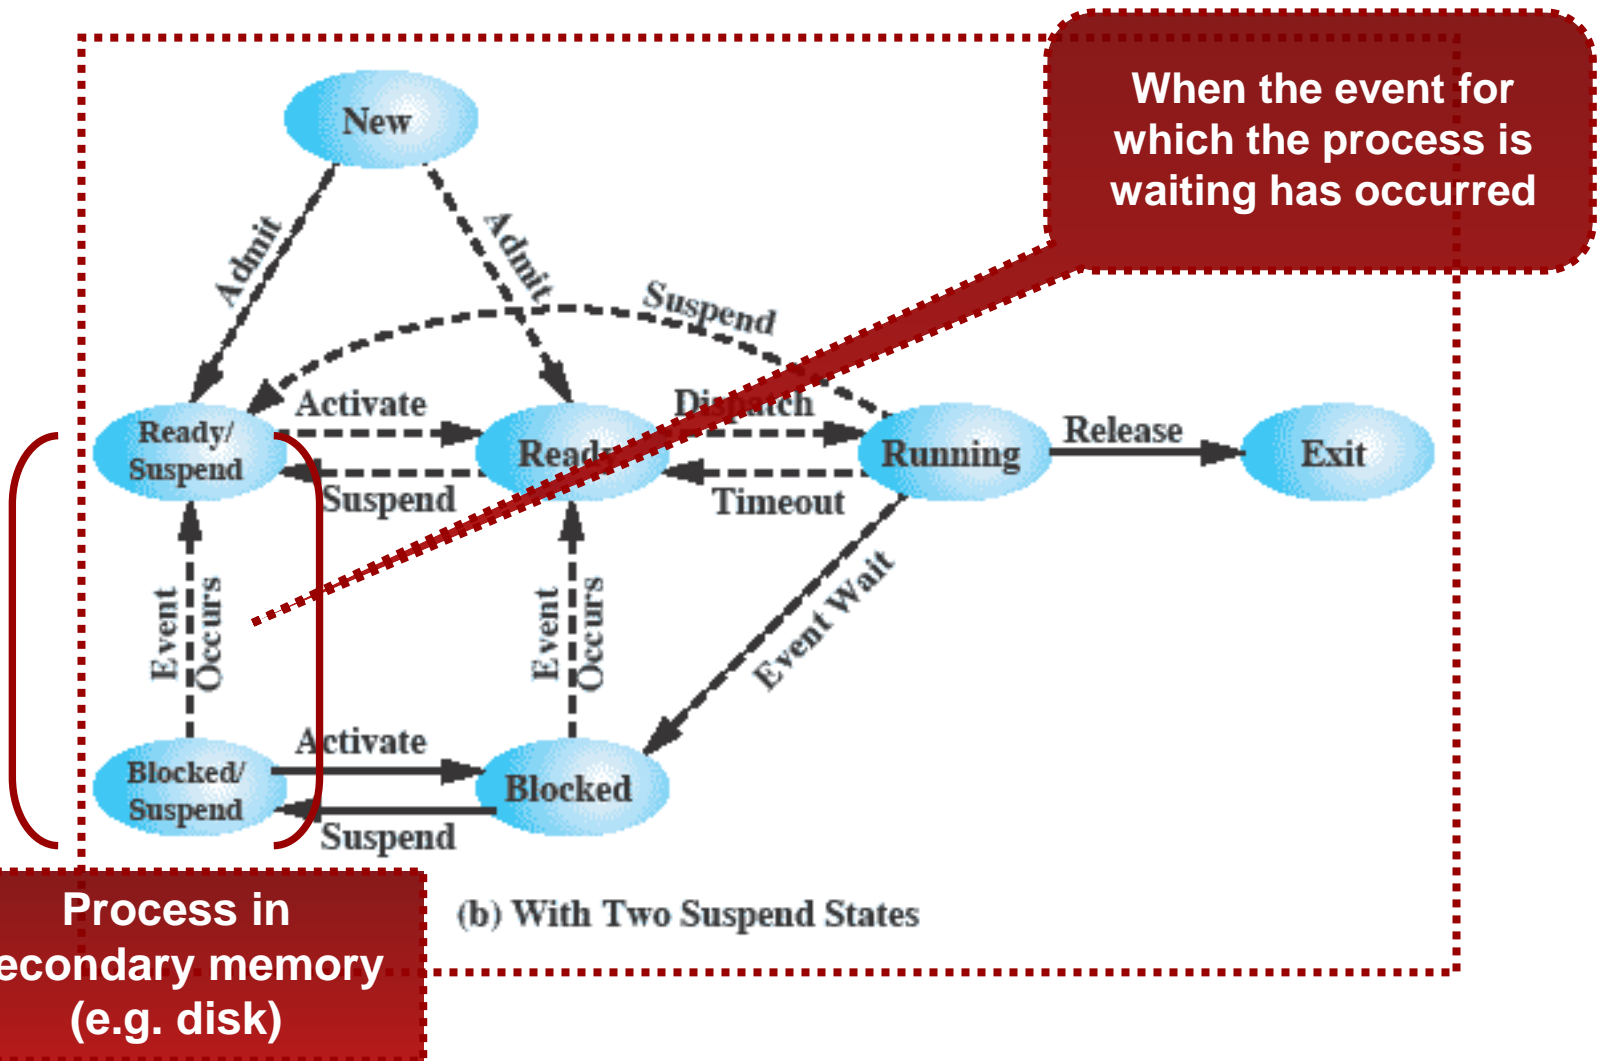 When the event for
which the process is
waiting has occurred
New
Admit
Admit
Suspend
Activate
Dispatch
Ready/
Suspend
Ready
Running
Release
Exit
Suspend
Timeout
Event
Occurs
Event
Occurs
Event Wait
Activate
Blocked/
Suspend
Blocked
Suspend
(b) With Two Suspend States
Process in
econdary memory
(e.g. disk)